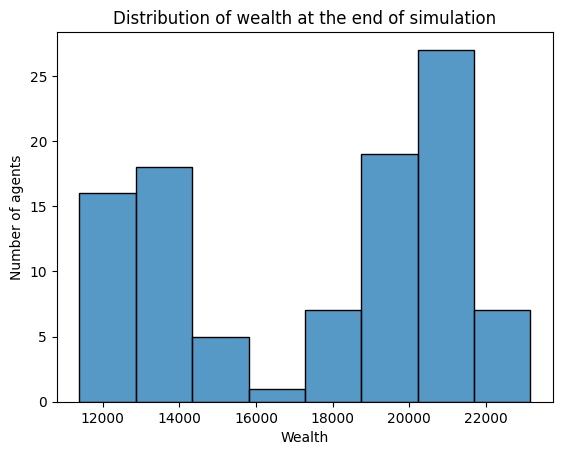 Distribution of wealth at the end of simulation
25
20
15
10
5
0
Number of agents
12000 14000 16000 18000 20000 22000
Wealth